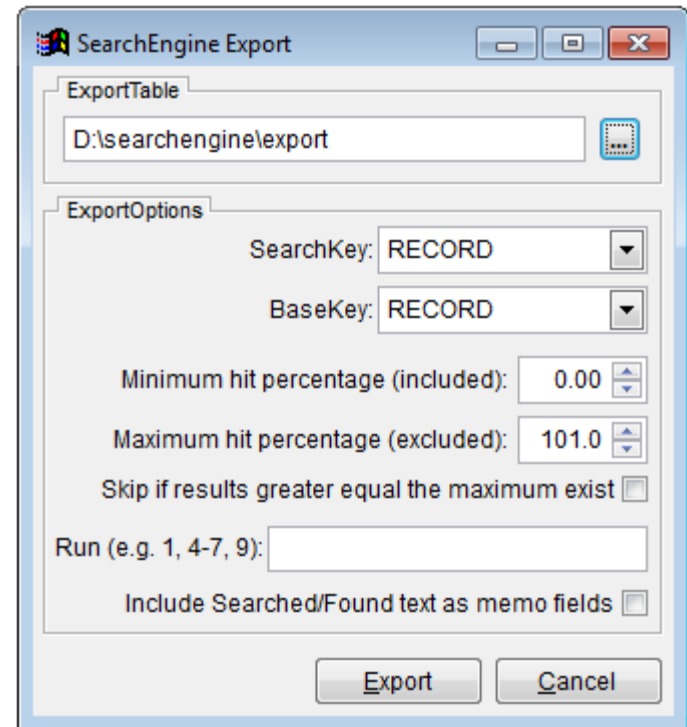 SearchEngine Export
ExportTable
D:\searchengine\export
...
ExportOptions
SearchKey: RECORD
BaseKey: RECORD
Minimum hit percentage (included): 0.00
Maximum hit percentage (excluded): 101.0
Skip if results greater equal the maximum exist
Run (e.g. 1, 4-7, 9):
Include Searched/Found text as memo fields
Export Cancel